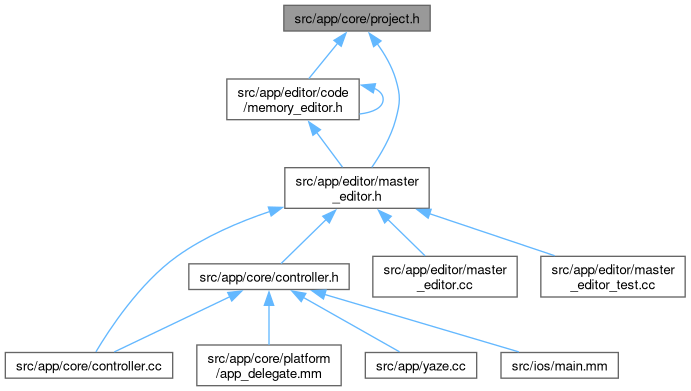 src/app/core/project.h
src/app/editor/code
/memory_editor.h
src/app/editor/master
_editor.h
src/app/core/controller.h
src/app/editor/master
_editor.cc
src/app/editor/master
_editor_test.cc
src/app/core/controller.cc
src/app/core/platform
/app_delegate.mm
src/app/yaze.cc
src/ios/main.mm